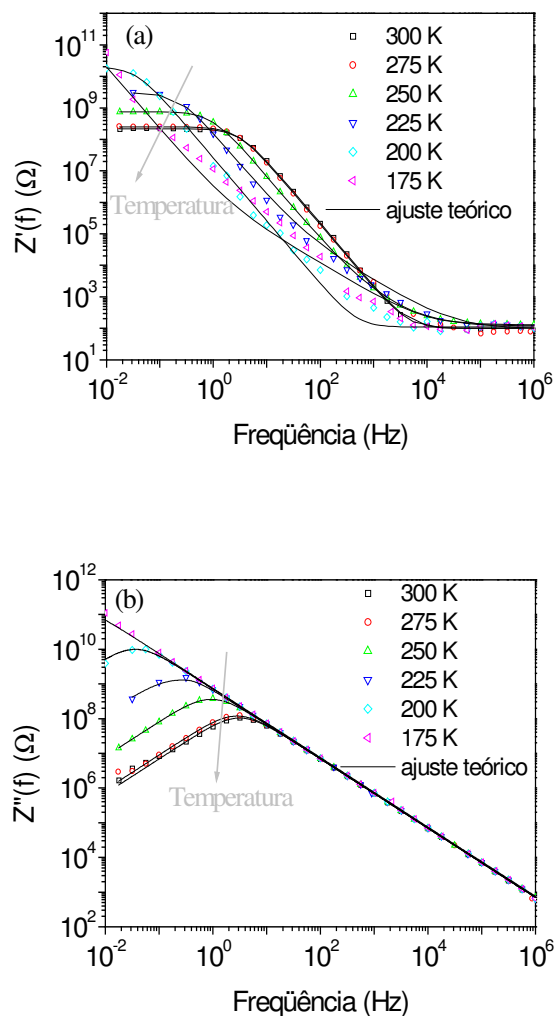 (a)
300 K
275 K
250 K
225 K
200 K
175 K
ajuste teórico
Temperatura
Z'(f) (Ω)
10^11
10^9
10^7
10^5
10^3
10^1
10^-2 10^0 10^2 10^4 10^6
Freqüência (Hz)
(b)
300 K
275 K
250 K
225 K
200 K
175 K
ajuste teórico
Temperatura
Z''(f) (Ω)
10^12
10^10
10^8
10^6
10^4
10^2
10^-2 10^0 10^2 10^4 10^6
Freqüência (Hz)